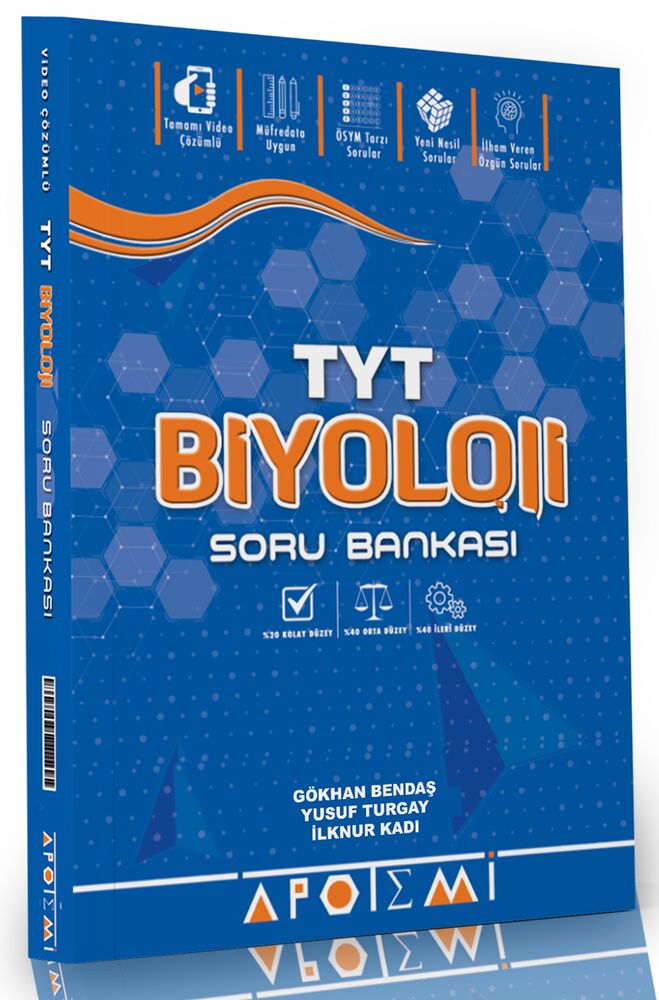 VIDEO ÇÖZÜMLÜ
TYT BİYOLOJİ SORU BANKASI
APOTEMİ
Tamamı Video
Çözümlü
Müfredata
Uygun
ÖSYM Tarzı
Sorular
Yeni Nesil
Sorular
İlham Veren
Özgün Sorular
TYT
BİYOLOJİ
SORU BANKASI
%20 KOLAY DÜZEY
%40 ORTA DÜZEY
%40 İLERİ DÜZEY
GÖKHAN BENDAŞ
YUSUF TURGAY
İLKNUR KADI
APOTEMİ